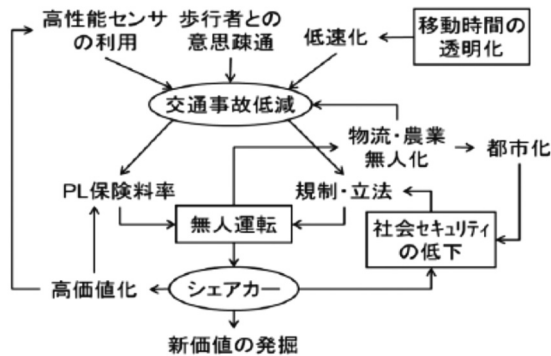 高性能センサ
の利用
歩行者との
意思疎通
低速化
移動時間の
透明化
交通事故低減
物流・農業
無人化
都市化
PL保険料率
規制・立法
無人運転
社会セキュリティ
の低下
高価値化
シェアカー
新価値の発掘